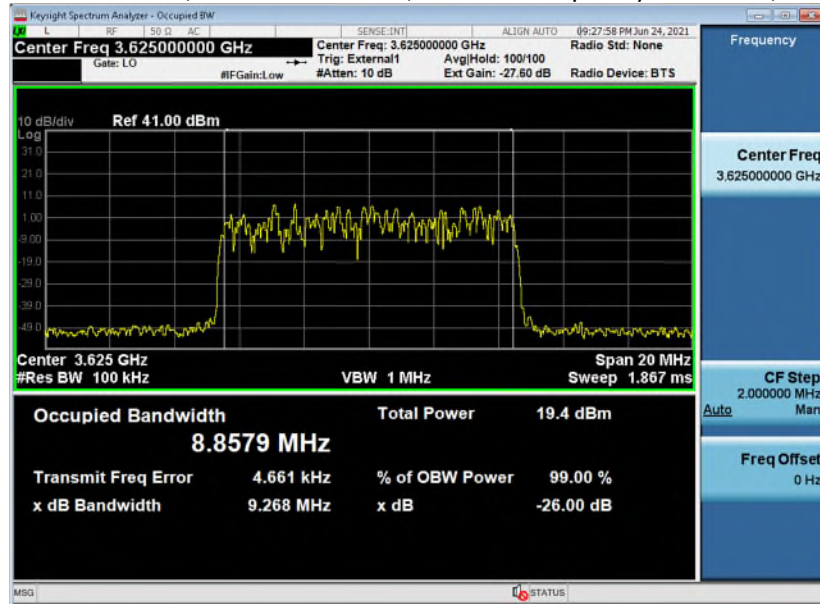 Keysight Spectrum Analyzer - Occupied BW
L RF 50 Ω AC SENSE:INT ALIGN AUTO 09:27:58 PM Jun 24, 2021
Center Freq 3.625000000 GHz Center Freq: 3.625000000 GHz Radio Std: None
Gate: LO Trig: External1 Avg|Hold: 100/100
#IFGain:Low #Atten: 10 dB Ext Gain: -27.60 dB Radio Device: BTS
Frequency
10 dB/div Ref 41.00 dBm
Log
31.0
21.0
11.0
1.00
-9.00
-19.0
-29.0
-39.0
-49.0
Center 3.625 GHz Span 20 MHz
#Res BW 100 kHz VBW 1 MHz Sweep 1.867 ms
Occupied Bandwidth Total Power 19.4 dBm
8.8579 MHz
Transmit Freq Error 4.661 kHz % of OBW Power 99.00 %
x dB Bandwidth 9.268 MHz x dB -26.00 dB
Center Freq
3.625000000 GHz
CF Step
2.000000 MHz
Auto Man
Freq Offset
0 Hz
MSG STATUS